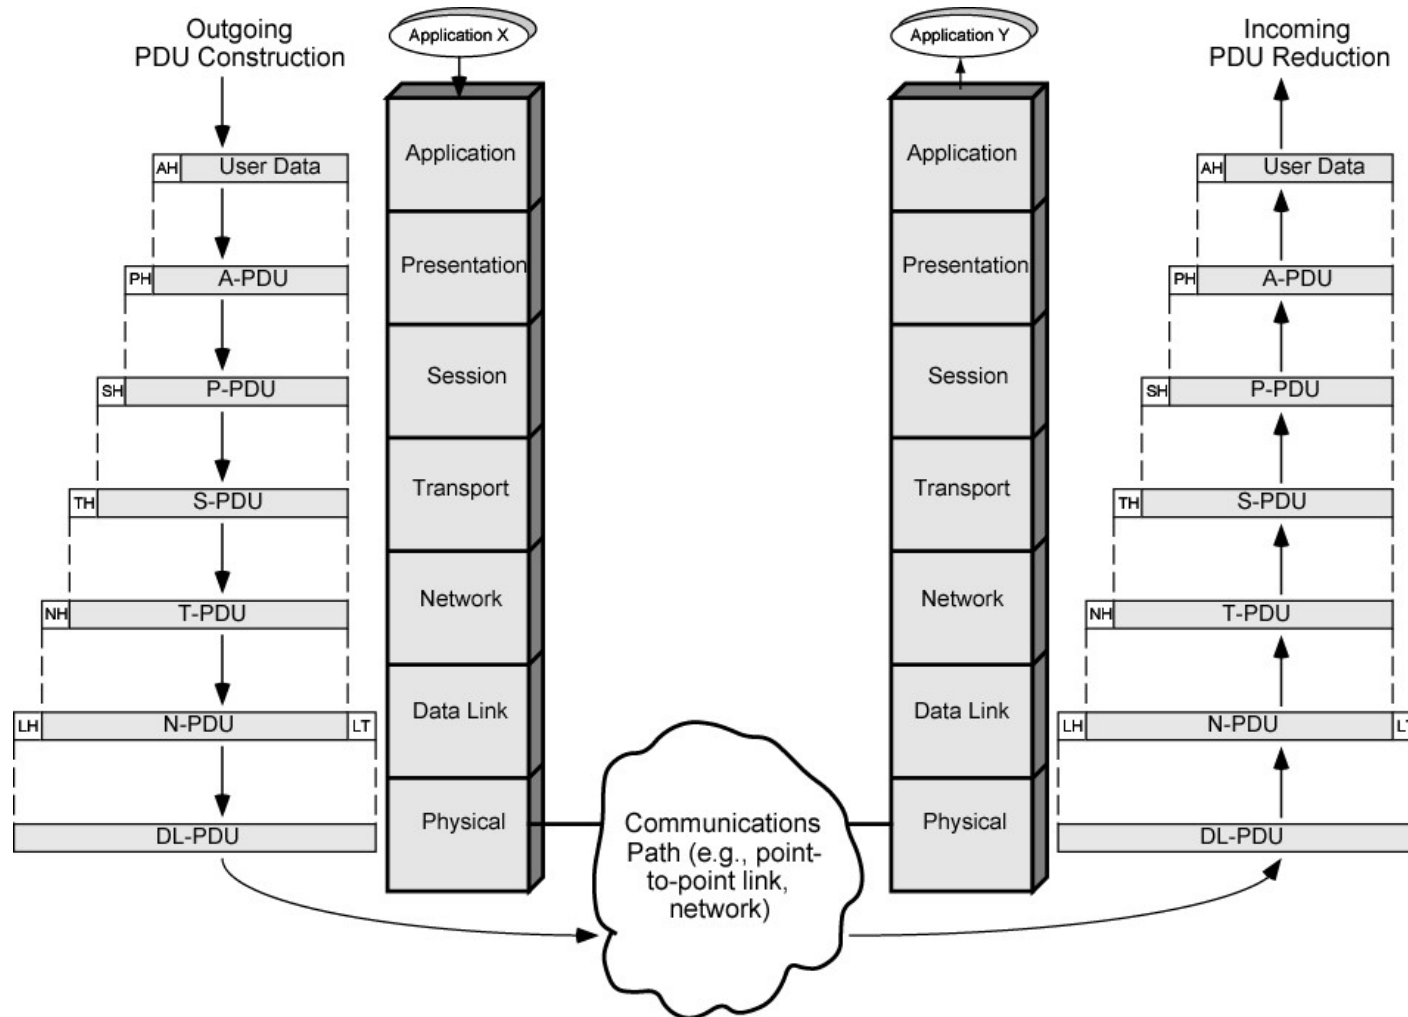 Outgoing
PDU Construction
Application X
Application Y
Incoming
PDU Reduction
AH User Data
Application
Application
AH User Data
PH A-PDU
Presentation
Presentation
PH A-PDU
SH P-PDU
Session
Session
SH P-PDU
TH S-PDU
Transport
Transport
TH S-PDU
NH T-PDU
Network
Network
NH T-PDU
LH N-PDU LT
Data Link
Data Link
LH N-PDU LT
DL-PDU
Physical
Communications
Path (e.g., point-
to-point link,
network)
Physical
DL-PDU